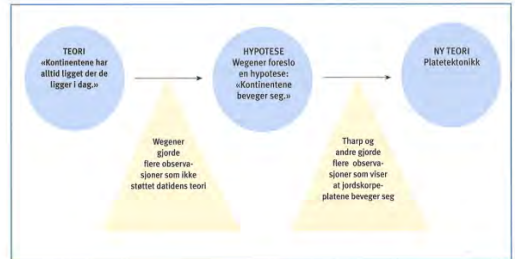 TEORI
«Kontinentene har
alltid ligget der de
ligger i dag.»
HYPOTESE
Wegener foreslo
en hypotese:
«Kontinentene
beveger seg.»
NY TEORI
Platetektonikk
Wegener
gjorde
flere observa-
sjoner som ikke
støttet datidens teori
Tharp og
andre gjorde
flere observa-
sjoner som viser
at jordskorpe-
platene beveger seg